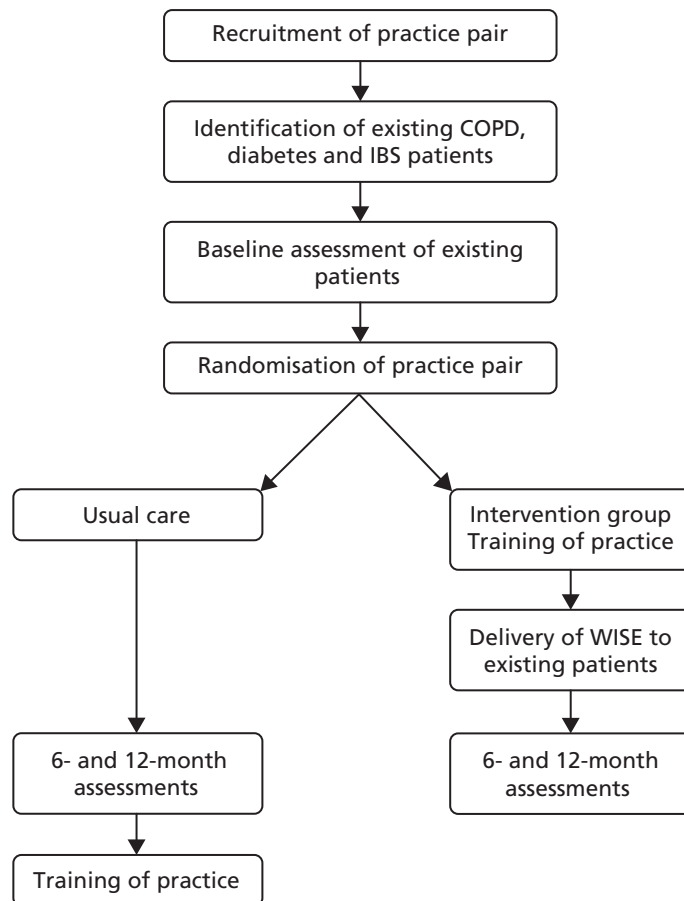 Recruitment of practice pair
Identification of existing COPD,
diabetes and IBS patients
Baseline assessment of existing
patients
Randomisation of practice pair
Usual care
6- and 12-month
assessments
Training of practice
Intervention group
Training of practice
Delivery of WISE to
existing patients
6- and 12-month
assessments